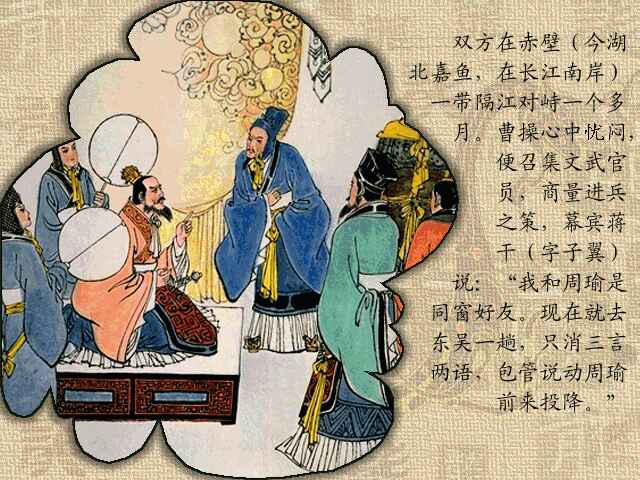 双方在赤壁（今湖
北嘉鱼，在长江南岸）
一带隔江对峙一个多
月。曹操心中忧闷，
便召集文武官
员，商量进兵
之策，幕宾蒋
干（字子翼）
说：“我和周瑜是
同窗好友。现在就去
东吴一趟，只消三言
两语，包管说动周瑜
前来投降。”